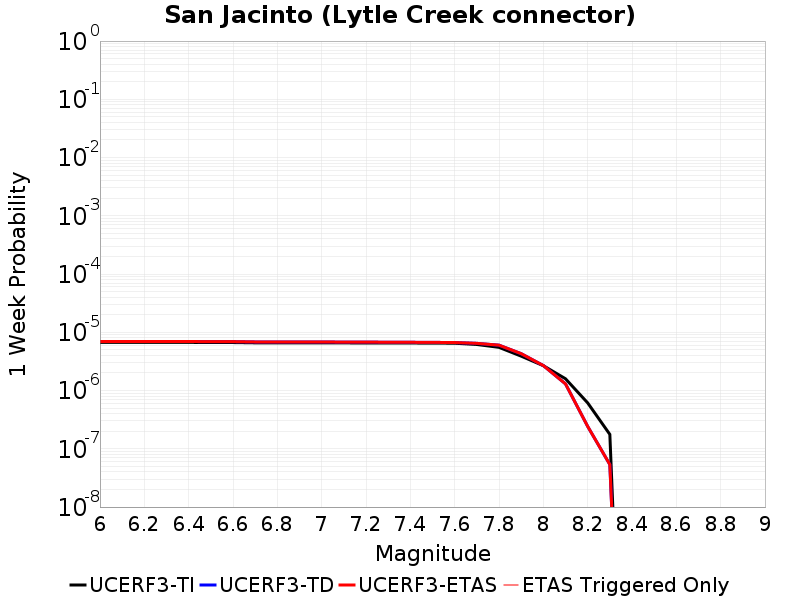 San Jacinto (Lytle Creek connector)
10^0
10^-1
10^-2
10^-3
10^-4
10^-5
10^-6
10^-7
10^-8
1 Week Probability
6 6.2 6.4 6.6 6.8 7 7.2 7.4 7.6 7.8 8 8.2 8.4 8.6 8.8 9
Magnitude
UCERF3-TI UCERF3-TD UCERF3-ETAS ETAS Triggered Only